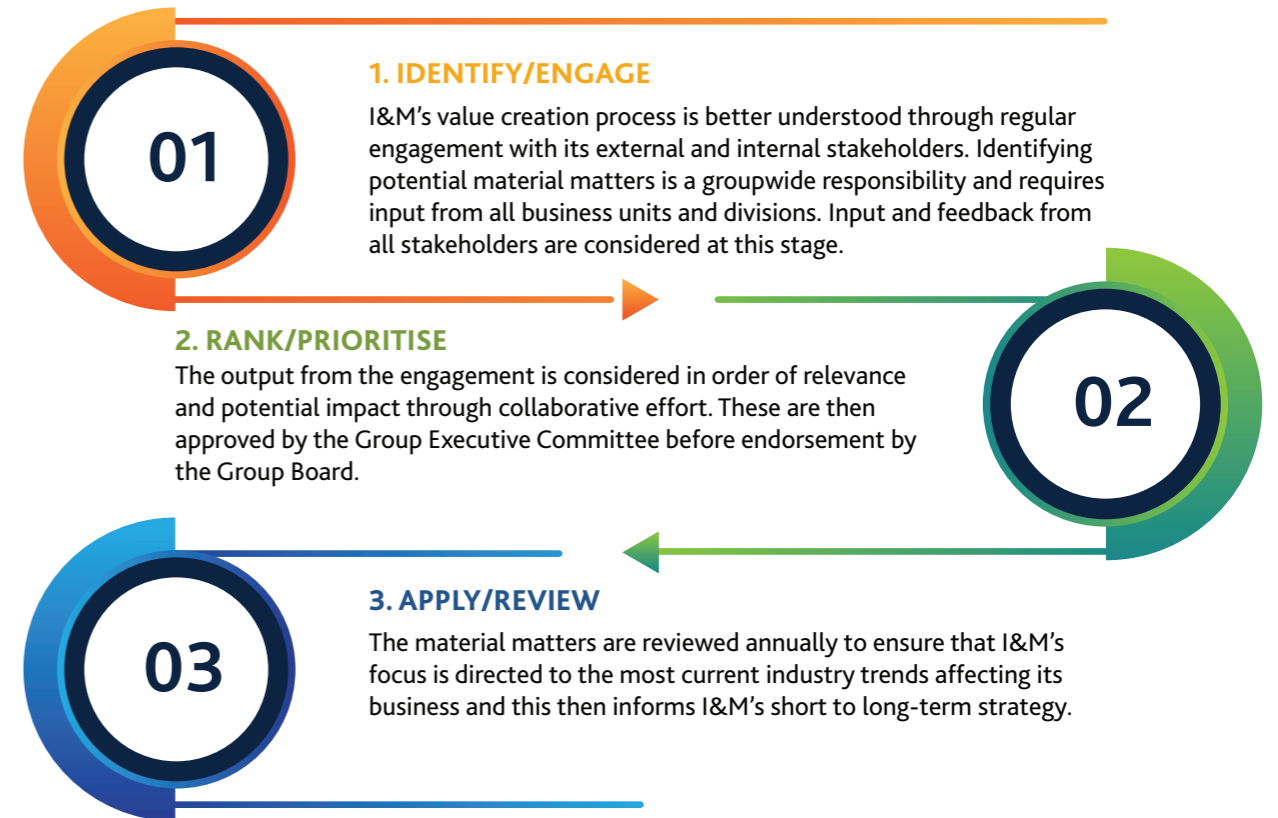 01
1. IDENTIFY/ENGAGE
I&M’s value creation process is better understood through regular
engagement with its external and internal stakeholders. Identifying
potential material matters is a groupwide responsibility and requires
input from all business units and divisions. Input and feedback from
all stakeholders are considered at this stage.
02
2. RANK/PRIORITISE
The output from the engagement is considered in order of relevance
and potential impact through collaborative effort. These are then
approved by the Group Executive Committee before endorsement by
the Group Board.
03
3. APPLY/REVIEW
The material matters are reviewed annually to ensure that I&M’s
focus is directed to the most current industry trends affecting its
business and this then informs I&M’s short to long-term strategy.